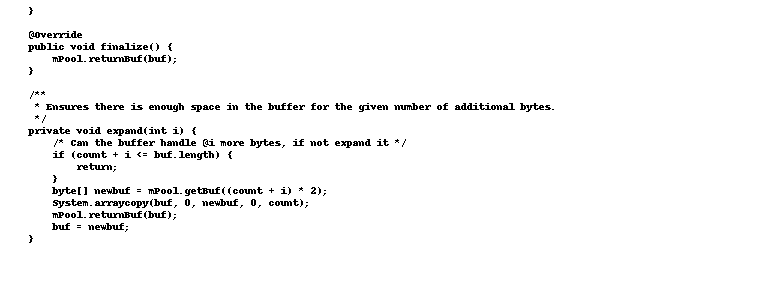 }
@Override
public void finalize() {
mPool.returnBuf(buf);
}
/**
* Ensures there is enough space in the buffer for the given number of additional bytes.
*/
private void expand(int i) {
/* Can the buffer handle @i more bytes, if not expand it */
if (count + i <= buf.length) {
return;
}
byte[] newbuf = mPool.getBuf((count + i) * 2);
System.arraycopy(buf, 0, newbuf, 0, count);
mPool.returnBuf(buf);
buf = newbuf;
}